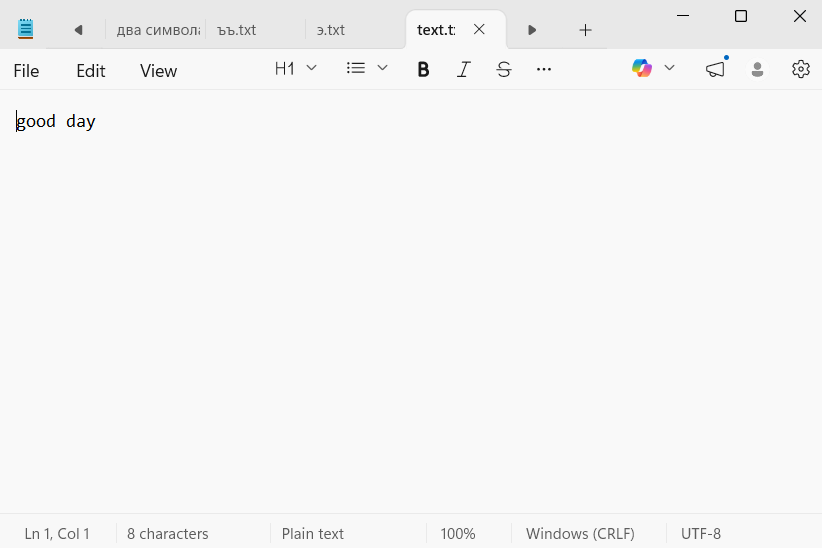 два символа ъъ.txt э.txt text.t
File Edit View H1 B I S
good day
Ln 1, Col 1 8 characters Plain text 100% Windows (CRLF) UTF-8